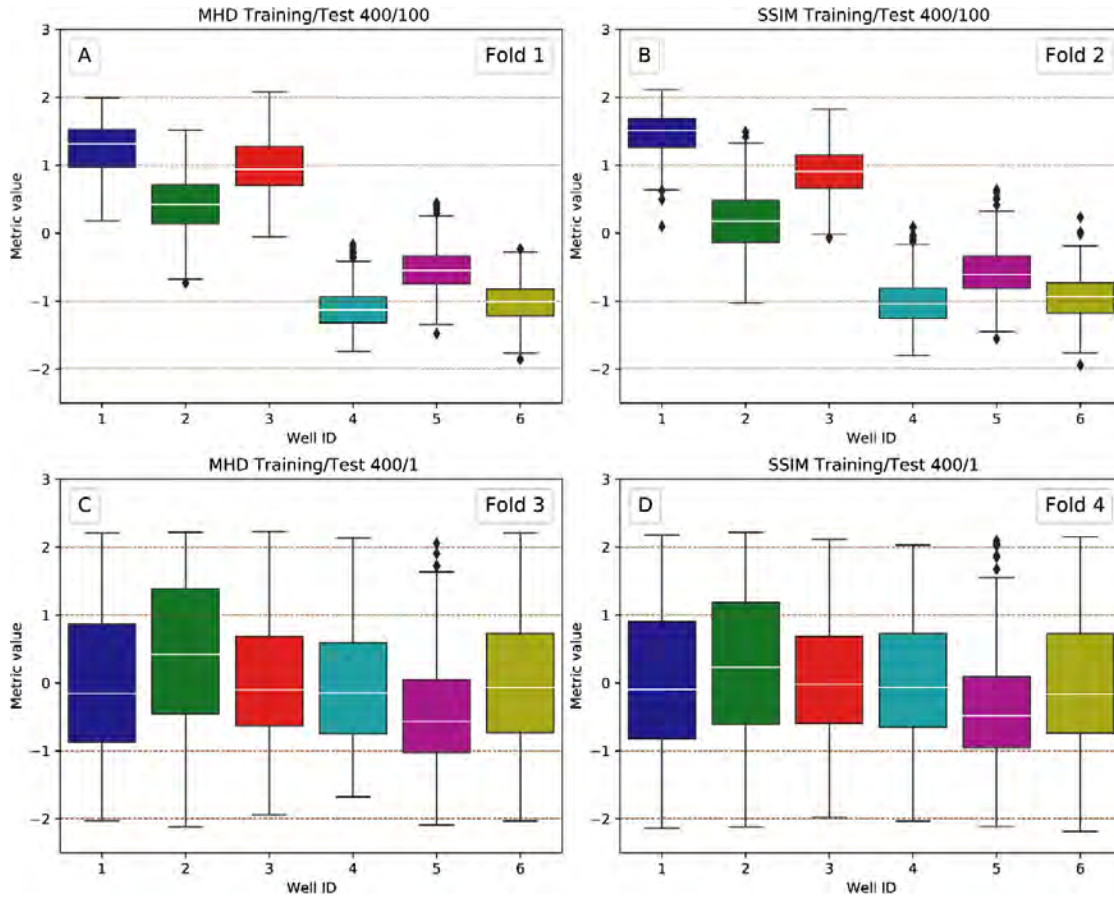 MHD Training/Test 400/100
A
Fold 1
Metric value
3
2
1
0
−1
−2
1 2 3 4 5 6
Well ID
SSIM Training/Test 400/100
B
Fold 2
Metric value
3
2
1
0
−1
−2
1 2 3 4 5 6
Well ID
MHD Training/Test 400/1
C
Fold 3
Metric value
3
2
1
0
−1
−2
1 2 3 4 5 6
Well ID
SSIM Training/Test 400/1
D
Fold 4
Metric value
3
2
1
0
−1
−2
1 2 3 4 5 6
Well ID